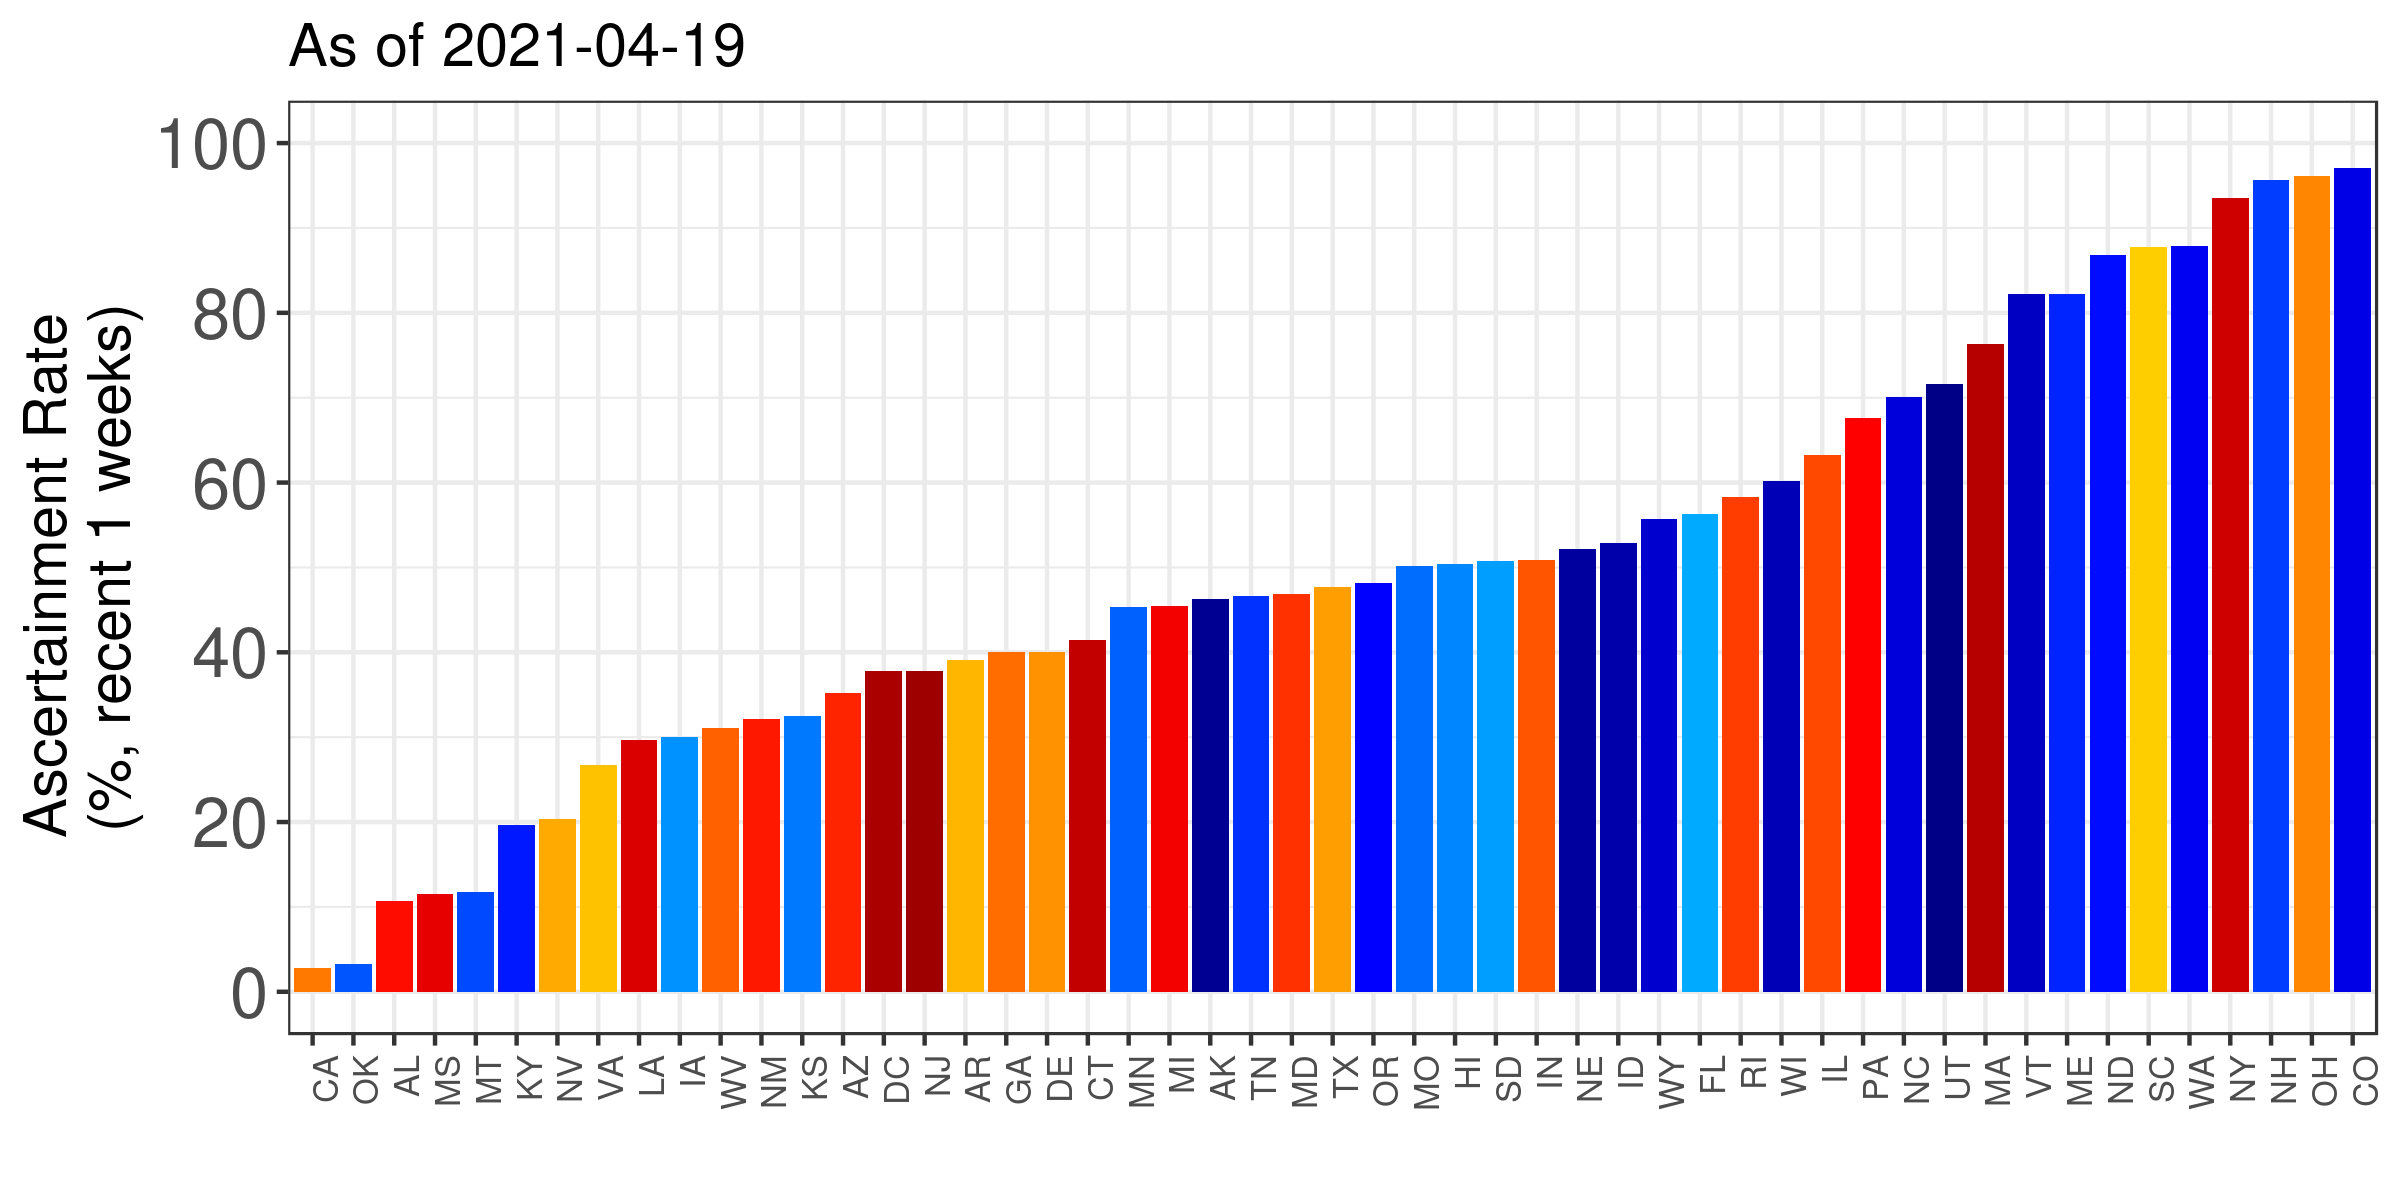 As of 2021-04-19
Ascertainment Rate
(%, recent 1 weeks)
100
80
60
40
20
0
CA OK AL MS MT KY NV VA LA IA WV NM KS AZ DC NJ AR GA DE CT MN MI AK TN MD TX OR MO HI SD IN NE ID WY FL RI WI IL PA NC UT MA VT ME ND SC WA NY NH OH CO